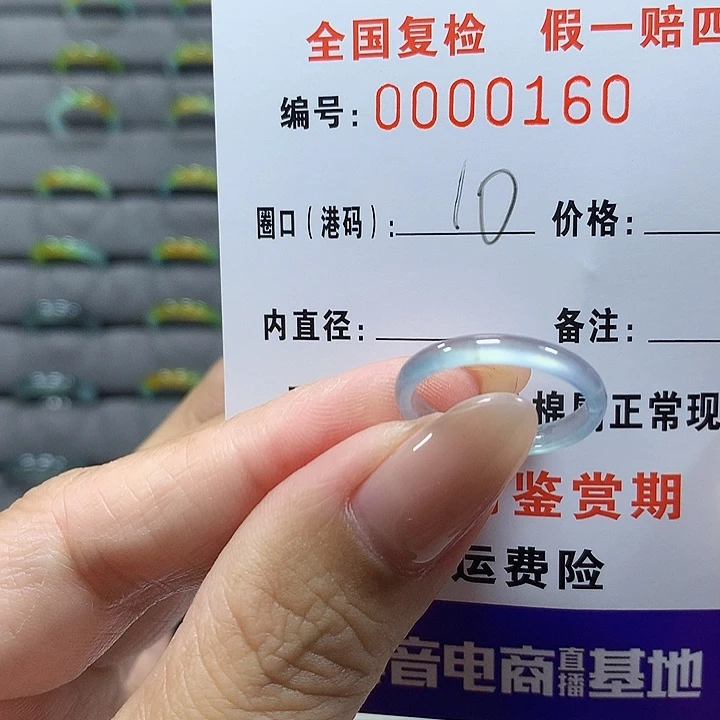 全国复检 假一赔四
编号: 0000160
圈口(港码): 10 价格:
内直径: 备注:
棉 正常现
鉴赏期
运费险
音电商直播基地